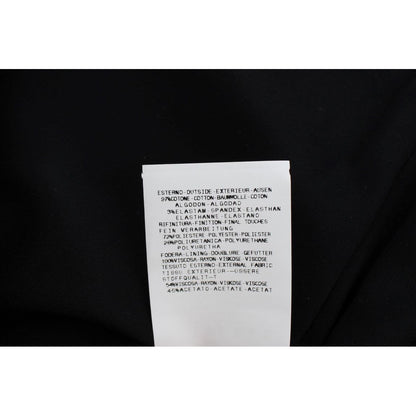 ESTERNO-OUTSIDE-EXTERIEUR-AUSEN
97%COTONE-COTTON-BAUMWOLLE-COTON
ALGODON-ALGODAO
3%ELASTAM-SPANDEX-ELASTHAN
ELASTHANNE-ELASTANO
RIFINITURA-FINITION-FINAL TOUCHES
FEIN VERARBEITUNG
72%POLIESTERE-POLYESTER-POLIESTER
28%POLIURETANICA-POLYURETHANE
POLYURETHA
FODERA-LINING-DOUBLURE GEFUTTER
100%VISCOSA-RAYON-VISKOSE-VISCOSE
TESSUTO ESTERNO-EXTERNAL FABRIC
TISSU EXTERIEUR-USSERE
STOFFQUALIT-T
54%VISCOSA-RAYON-VISKOSE-VISCOSE
46%ACETATO-ACETATE-ACETAT